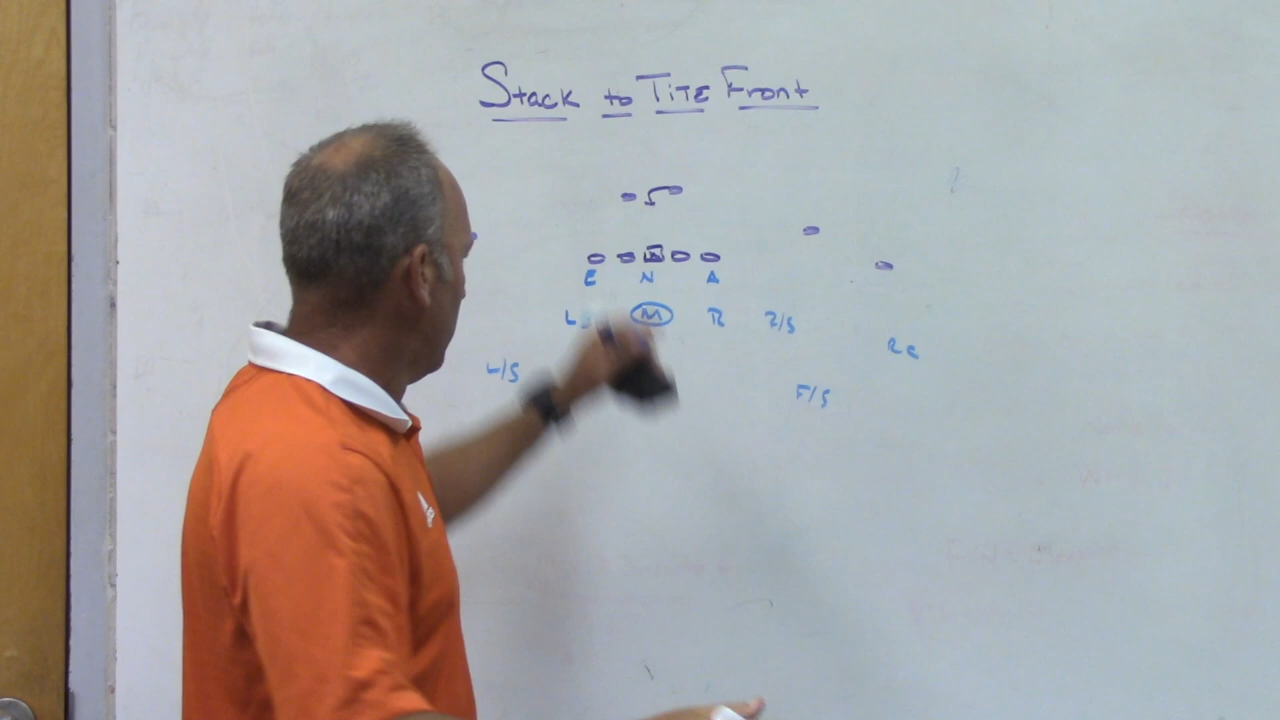 Stack to TITE Front
E N A
L M R R/S
L/S RC
F/S